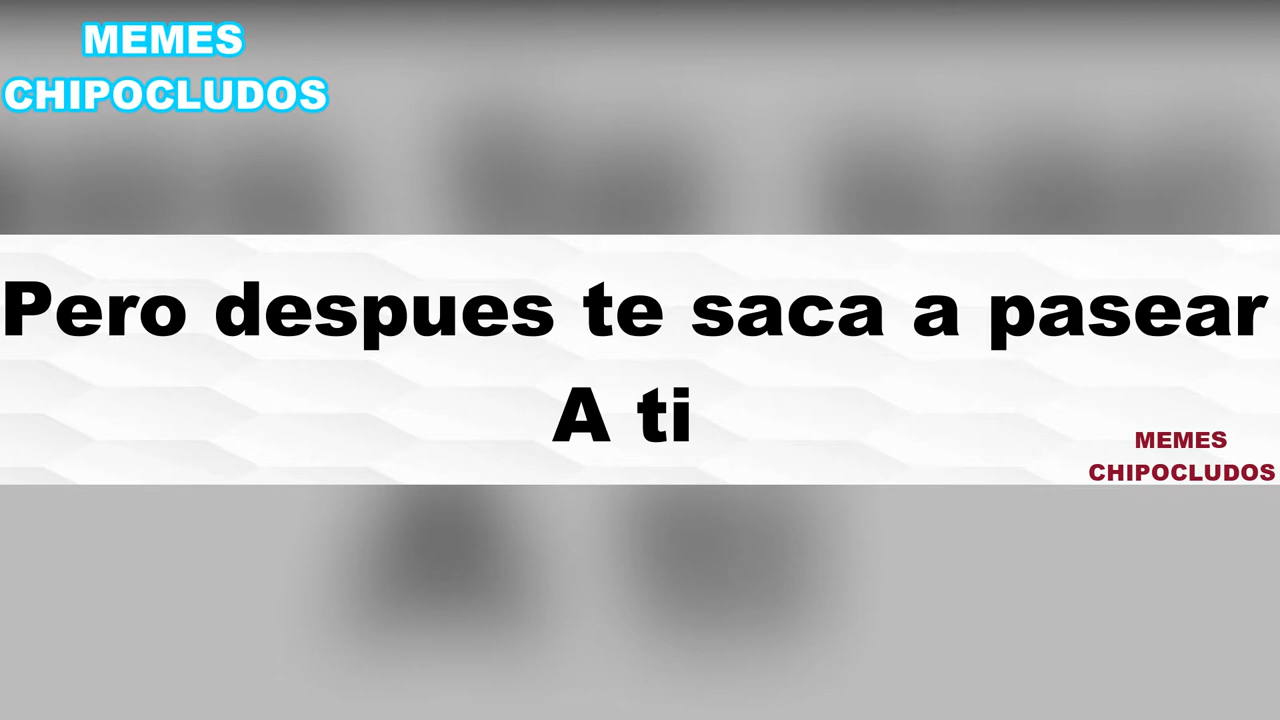 MEMES
CHIPOCLUDOS
Pero despues te saca a pasear
A ti
MEMES
CHIPOCLUDOS